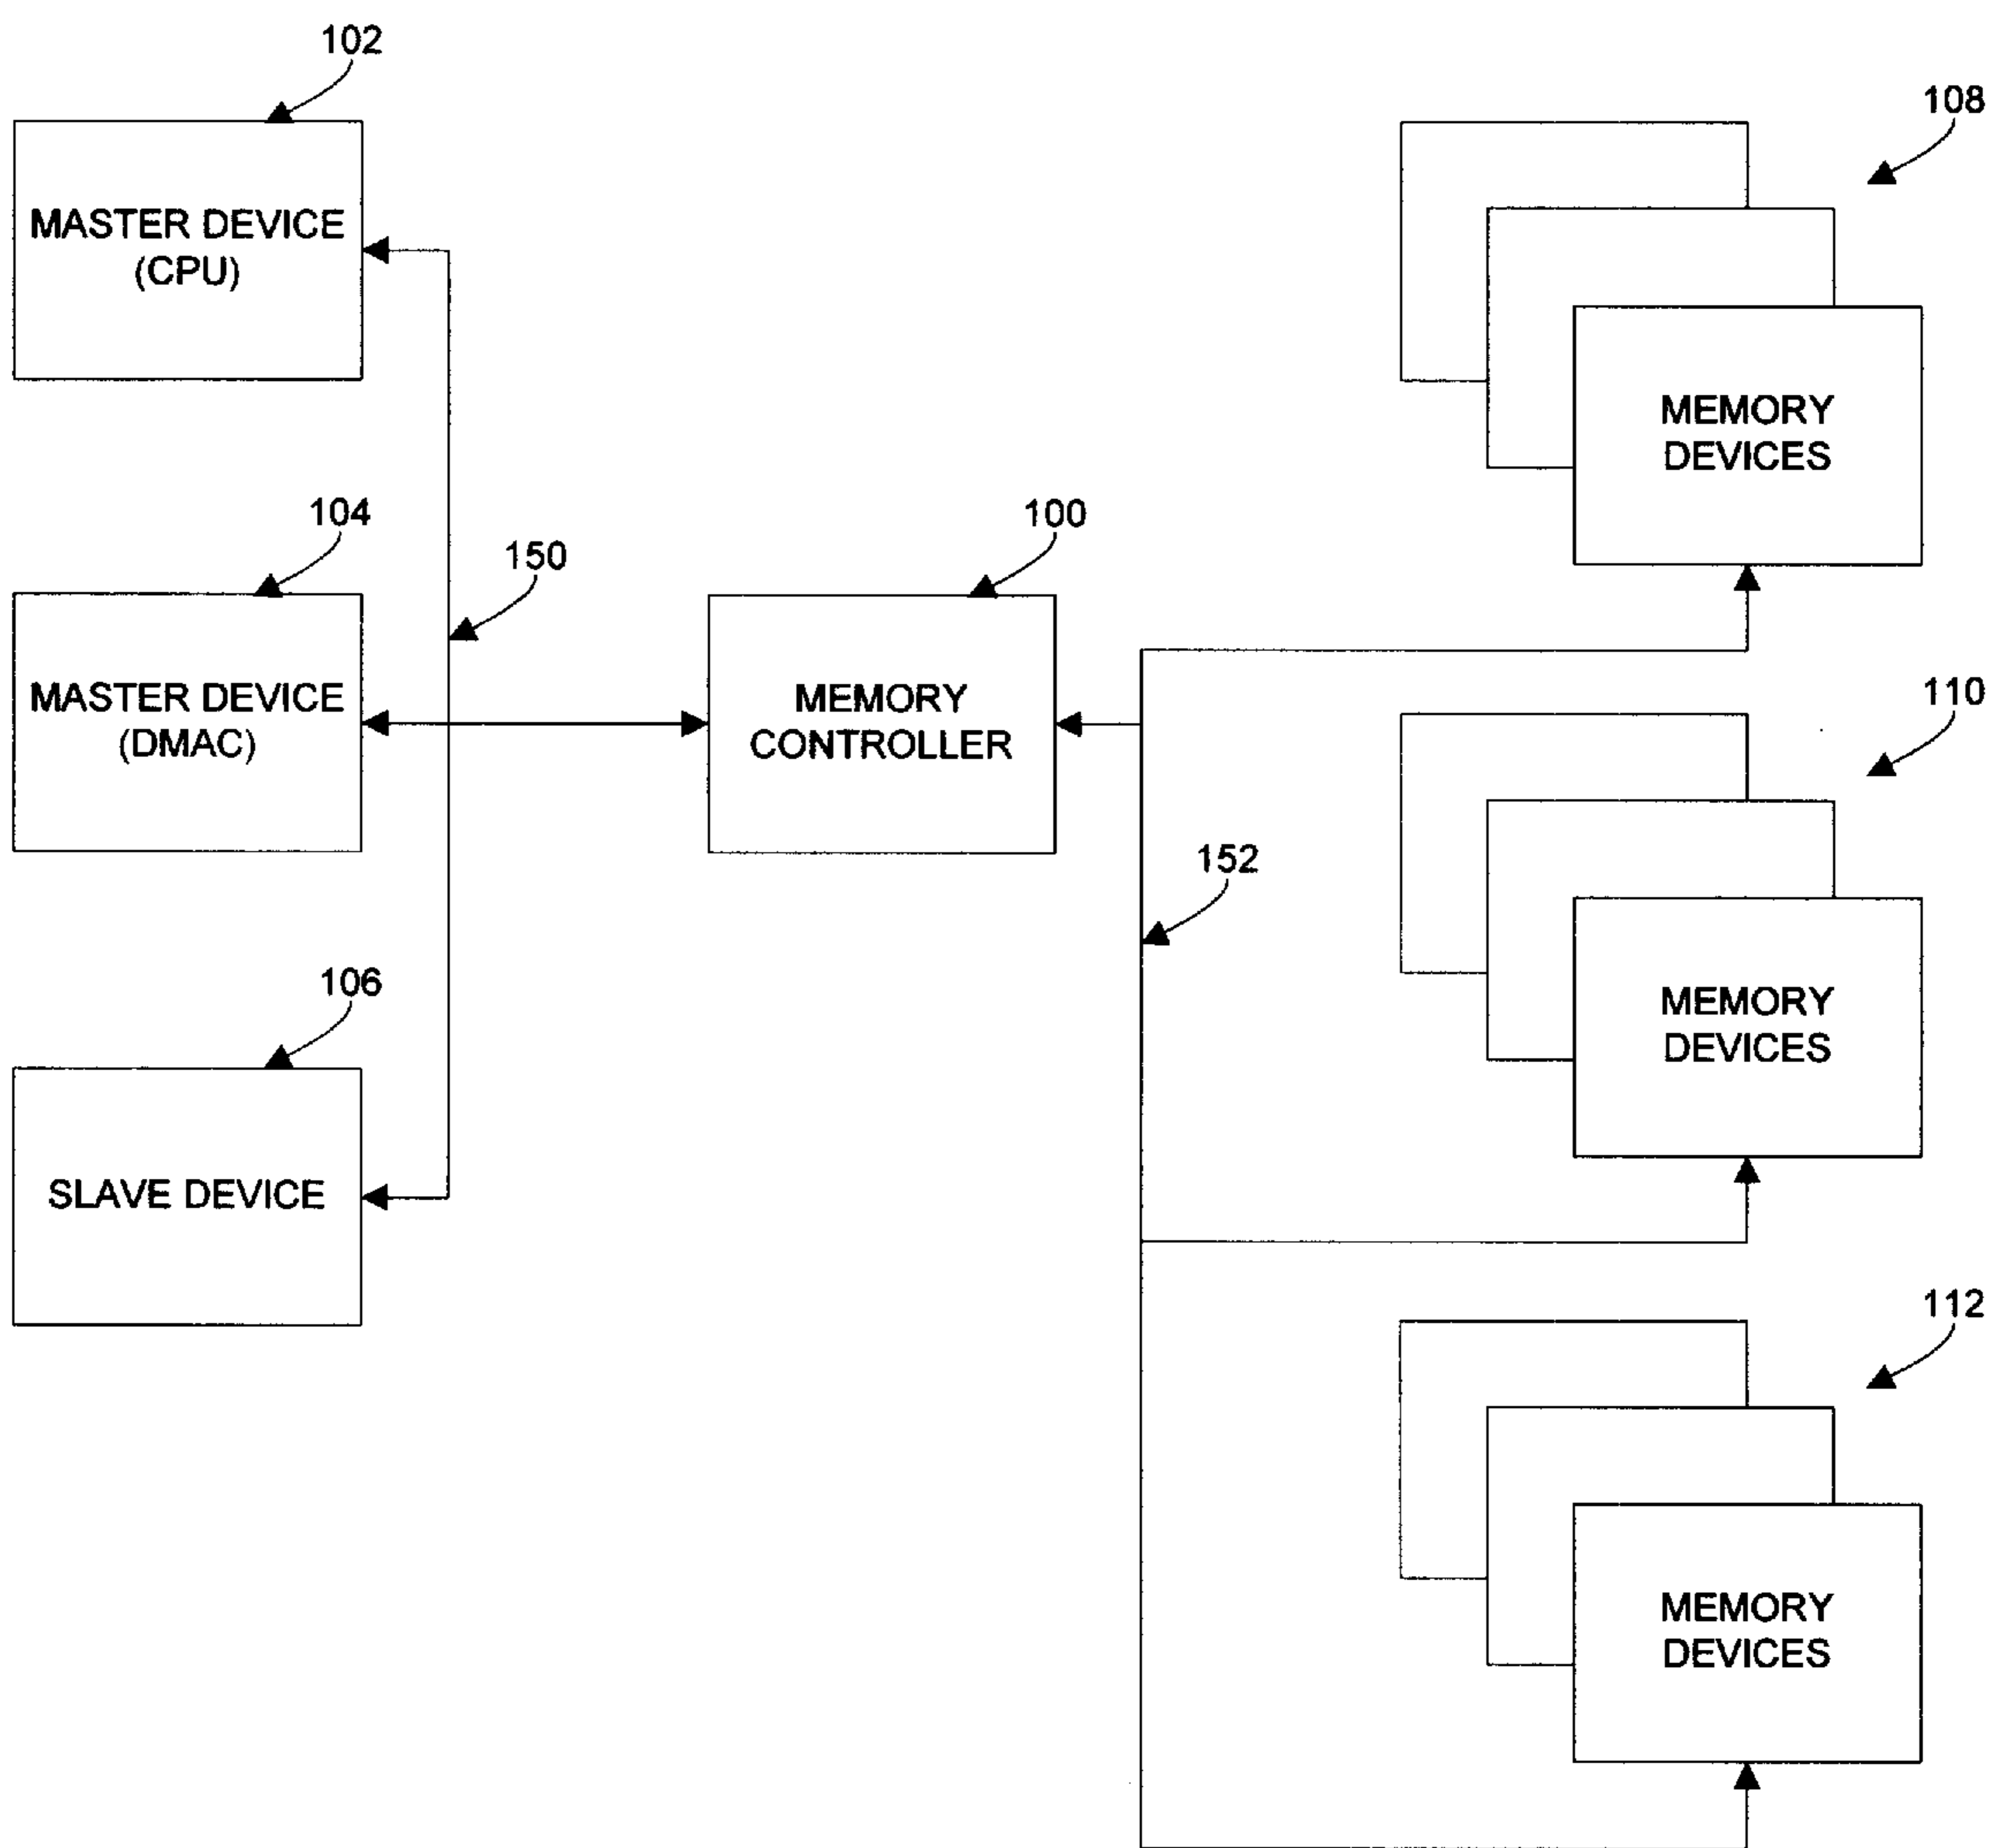 102
108
MASTER DEVICE
(CPU)
MEMORY
DEVICES
104
100
150
MASTER DEVICE
(DMAC)
MEMORY
CONTROLLER
110
152
106
MEMORY
DEVICES
SLAVE DEVICE
112
MEMORY
DEVICES